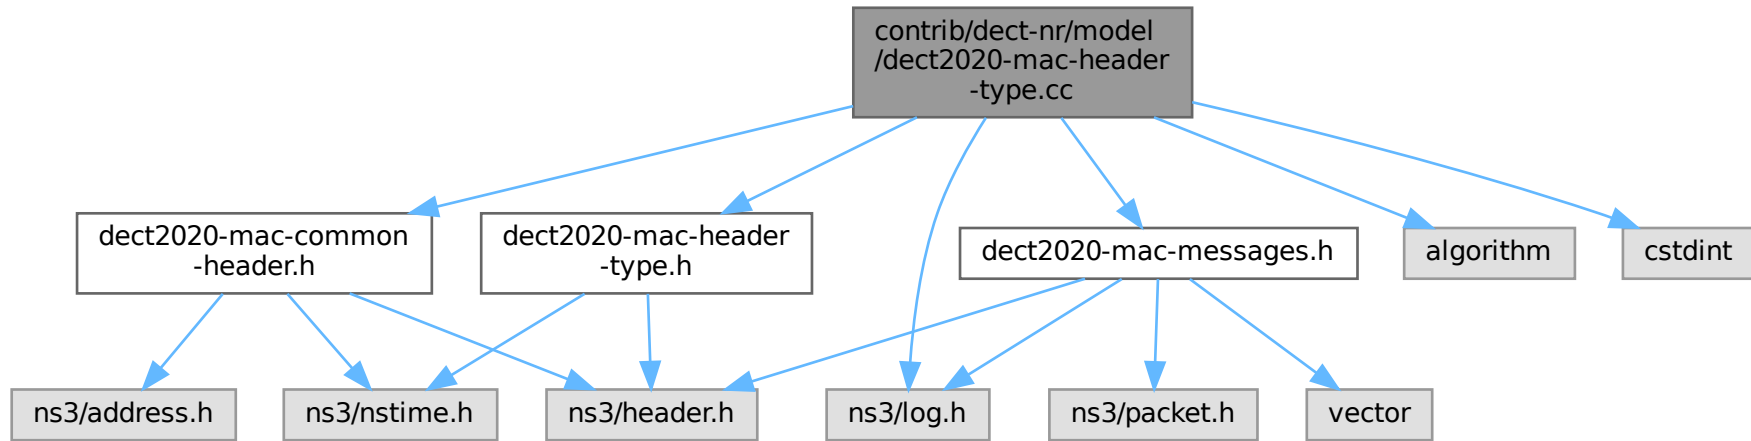 contrib/dect-nr/model
/dect2020-mac-header
-type.cc
dect2020-mac-common
-header.h
dect2020-mac-header
-type.h
dect2020-mac-messages.h
algorithm
cstdint
ns3/address.h
ns3/nstime.h
ns3/header.h
ns3/log.h
ns3/packet.h
vector